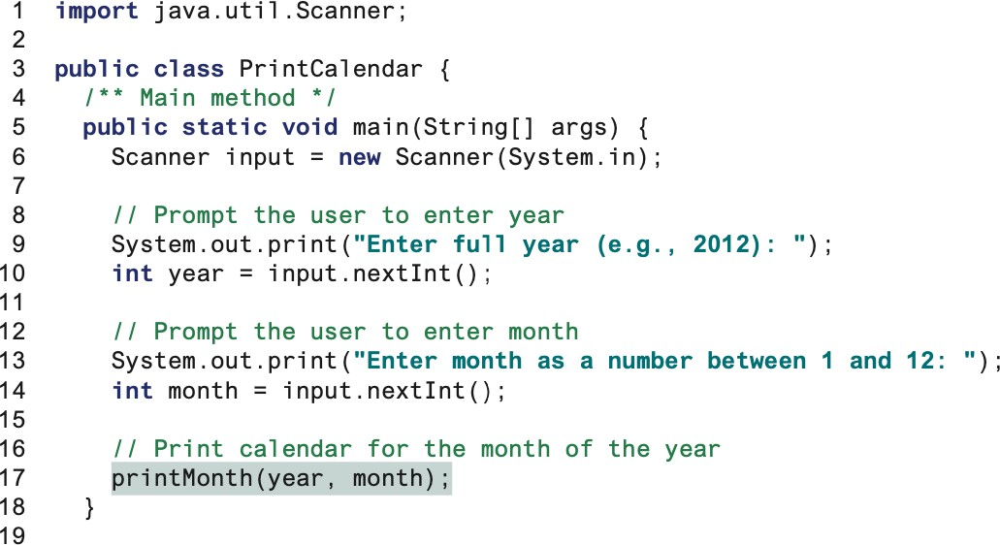 1 import java.util.Scanner;
2
3 public class PrintCalendar {
4 /** Main method */
5 public static void main(String[] args) {
6 Scanner input = new Scanner(System.in);
7
8 // Prompt the user to enter year
9 System.out.print("Enter full year (e.g., 2012): ");
10 int year = input.nextInt();
11
12 // Prompt the user to enter month
13 System.out.print("Enter month as a number between 1 and 12: ");
14 int month = input.nextInt();
15
16 // Print calendar for the month of the year
17 printMonth(year, month);
18 }
19